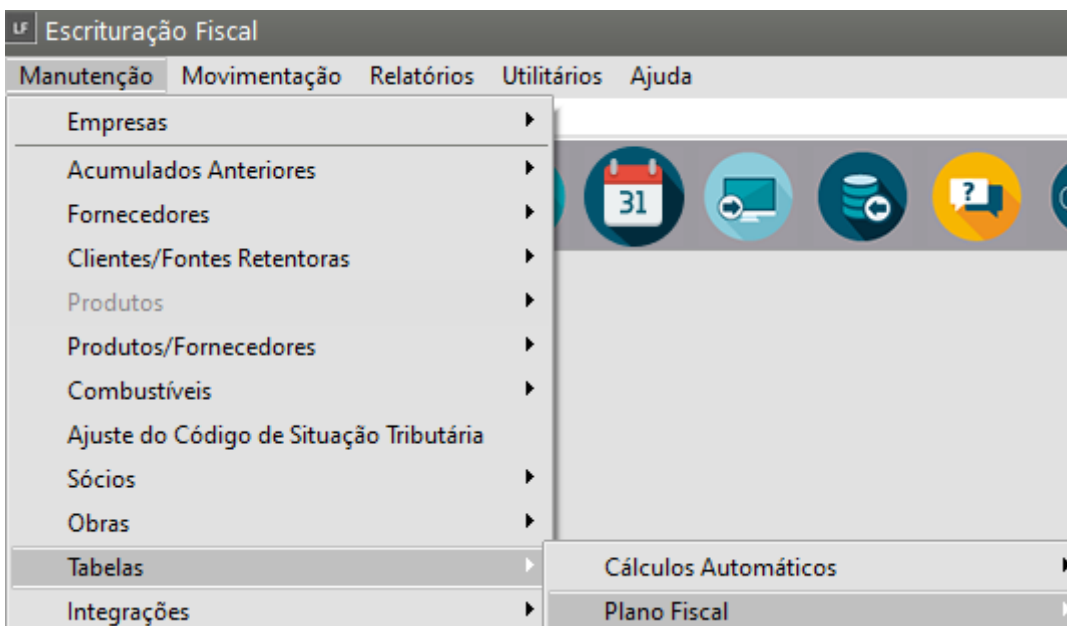 LF Escrituração Fiscal
Manutenção Movimentação Relatórios Utilitários Ajuda
Empresas
Acumulados Anteriores
31
?
Fornecedores
Clientes/Fontes Retentoras
Produtos
Produtos/Fornecedores
Combustíveis
Ajuste do Código de Situação Tributária
Sócios
Obras
Tabelas
Cálculos Automáticos
Integrações
Plano Fiscal